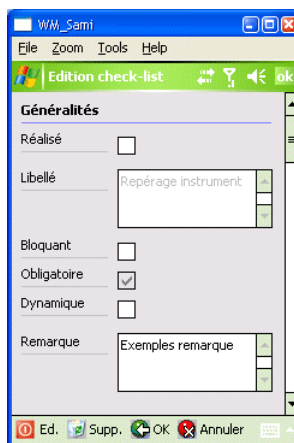 WM_Sami
File Zoom Tools Help
Edition check-list ok
Généralités
Réalisé
Libellé Repérage instrument
Bloquant
Obligatoire
Dynamique
Remarque Exemples remarque
Ed. Supp. OK Annuler